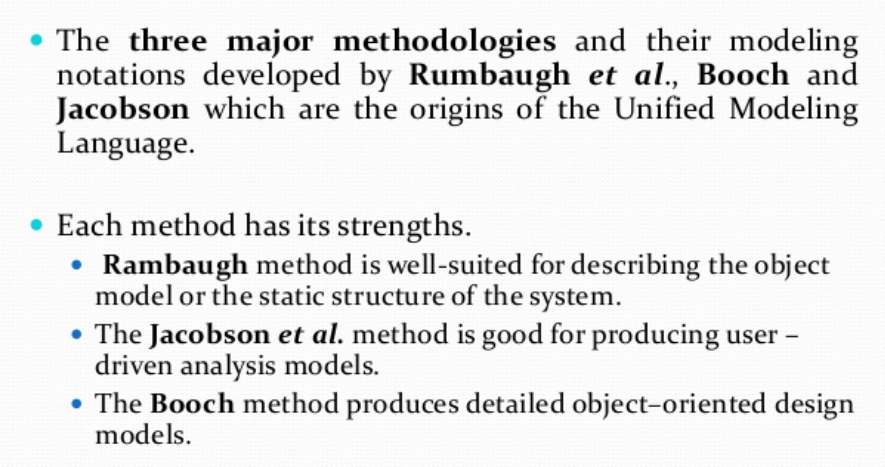 • The three major methodologies and their modeling
notations developed by Rumbaugh et al., Booch and
Jacobson which are the origins of the Unified Modeling
Language.
• Each method has its strengths.
• Rambaugh method is well-suited for describing the object
model or the static structure of the system.
• The Jacobson et al. method is good for producing user –
driven analysis models.
• The Booch method produces detailed object–oriented design
models.